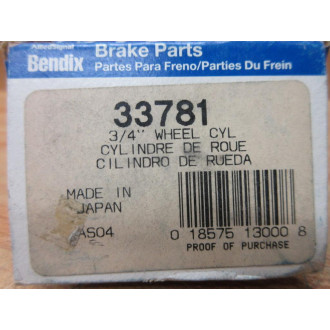 AlliedSignal
Bendix
Brake Parts
Partes Para Freno/Parties Du Frein
33781
3/4" WHEEL CYL
CYLINDRE DE ROUE
CILINDRO DE RUEDA
MADE IN
JAPAN
AS04
0 18575 13000 8
PROOF OF PURCHASE